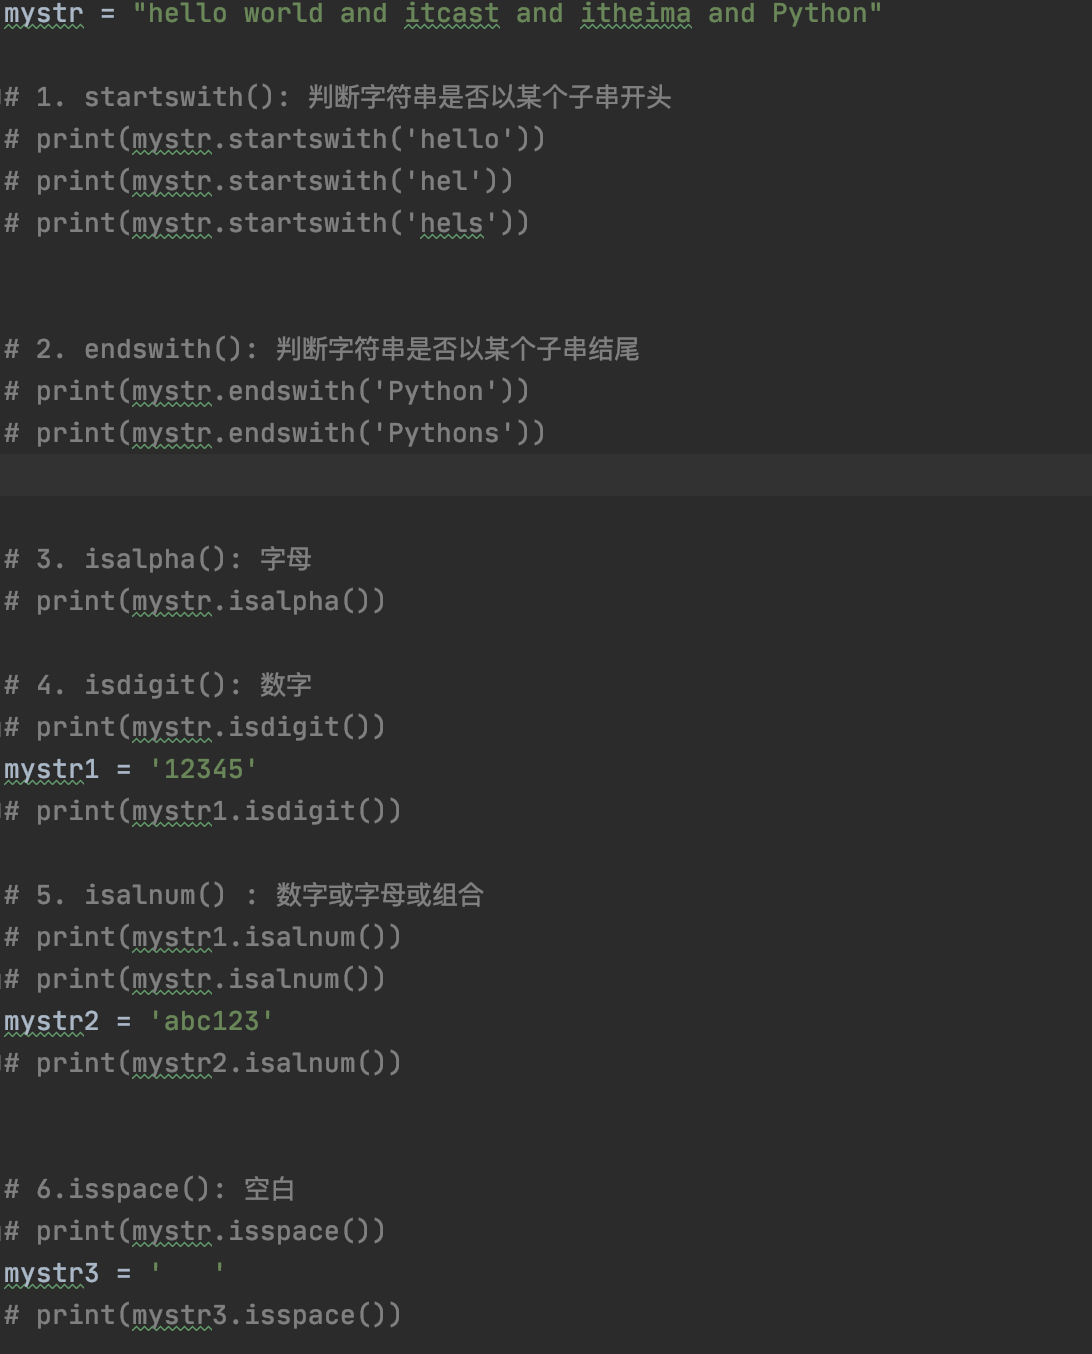 mystr = "hello world and itcast and itheima and Python"
# 1. startswith(): 判断字符串是否以某个子串开头
# print(mystr.startswith('hello'))
# print(mystr.startswith('hel'))
# print(mystr.startswith('hels'))
# 2. endswith(): 判断字符串是否以某个子串结尾
# print(mystr.endswith('Python'))
# print(mystr.endswith('Pythons'))
# 3. isalpha(): 字母
# print(mystr.isalpha())
# 4. isdigit(): 数字
# print(mystr.isdigit())
mystr1 = '12345'
# print(mystr1.isdigit())
# 5. isalnum() : 数字或字母或组合
# print(mystr1.isalnum())
# print(mystr.isalnum())
mystr2 = 'abc123'
# print(mystr2.isalnum())
# 6.isspace(): 空白
# print(mystr.isspace())
mystr3 = '   '
# print(mystr3.isspace())